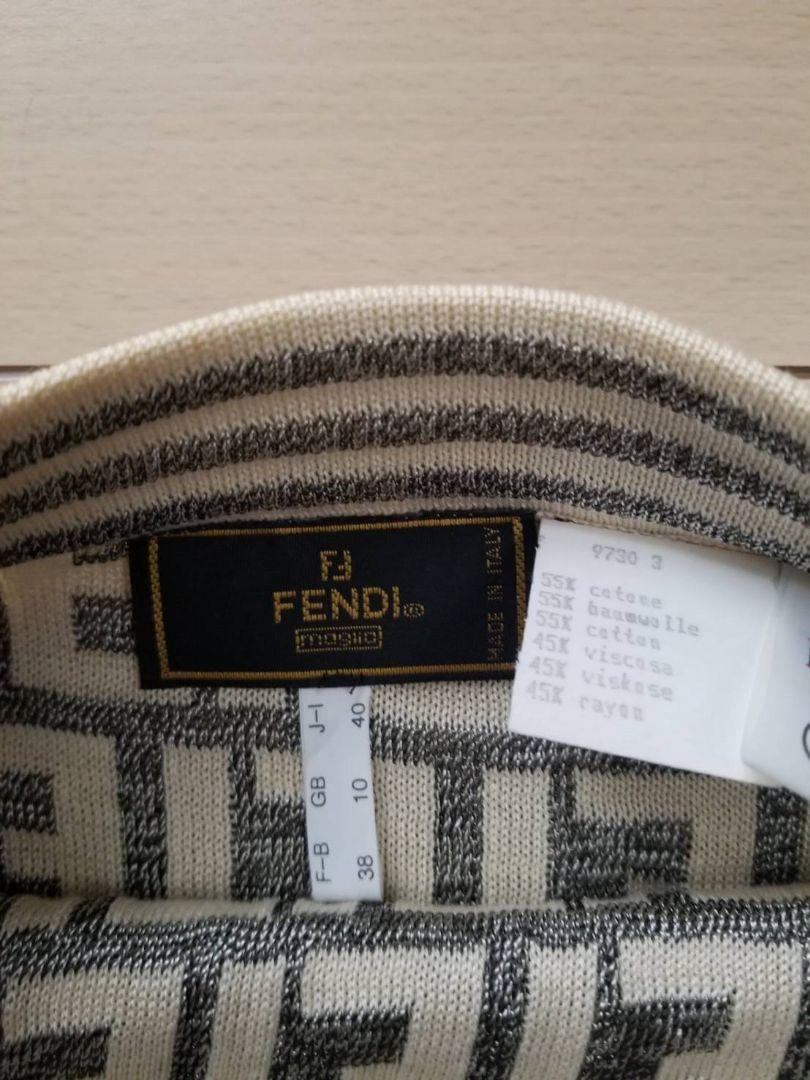 FENDI®
maglia
MADE IN ITALY
9730 3
55% cotone
55% baumwolle
55% cotton
45% viscosa
45% viskose
45% rayon
J-I 40
GB 10
F-B 38